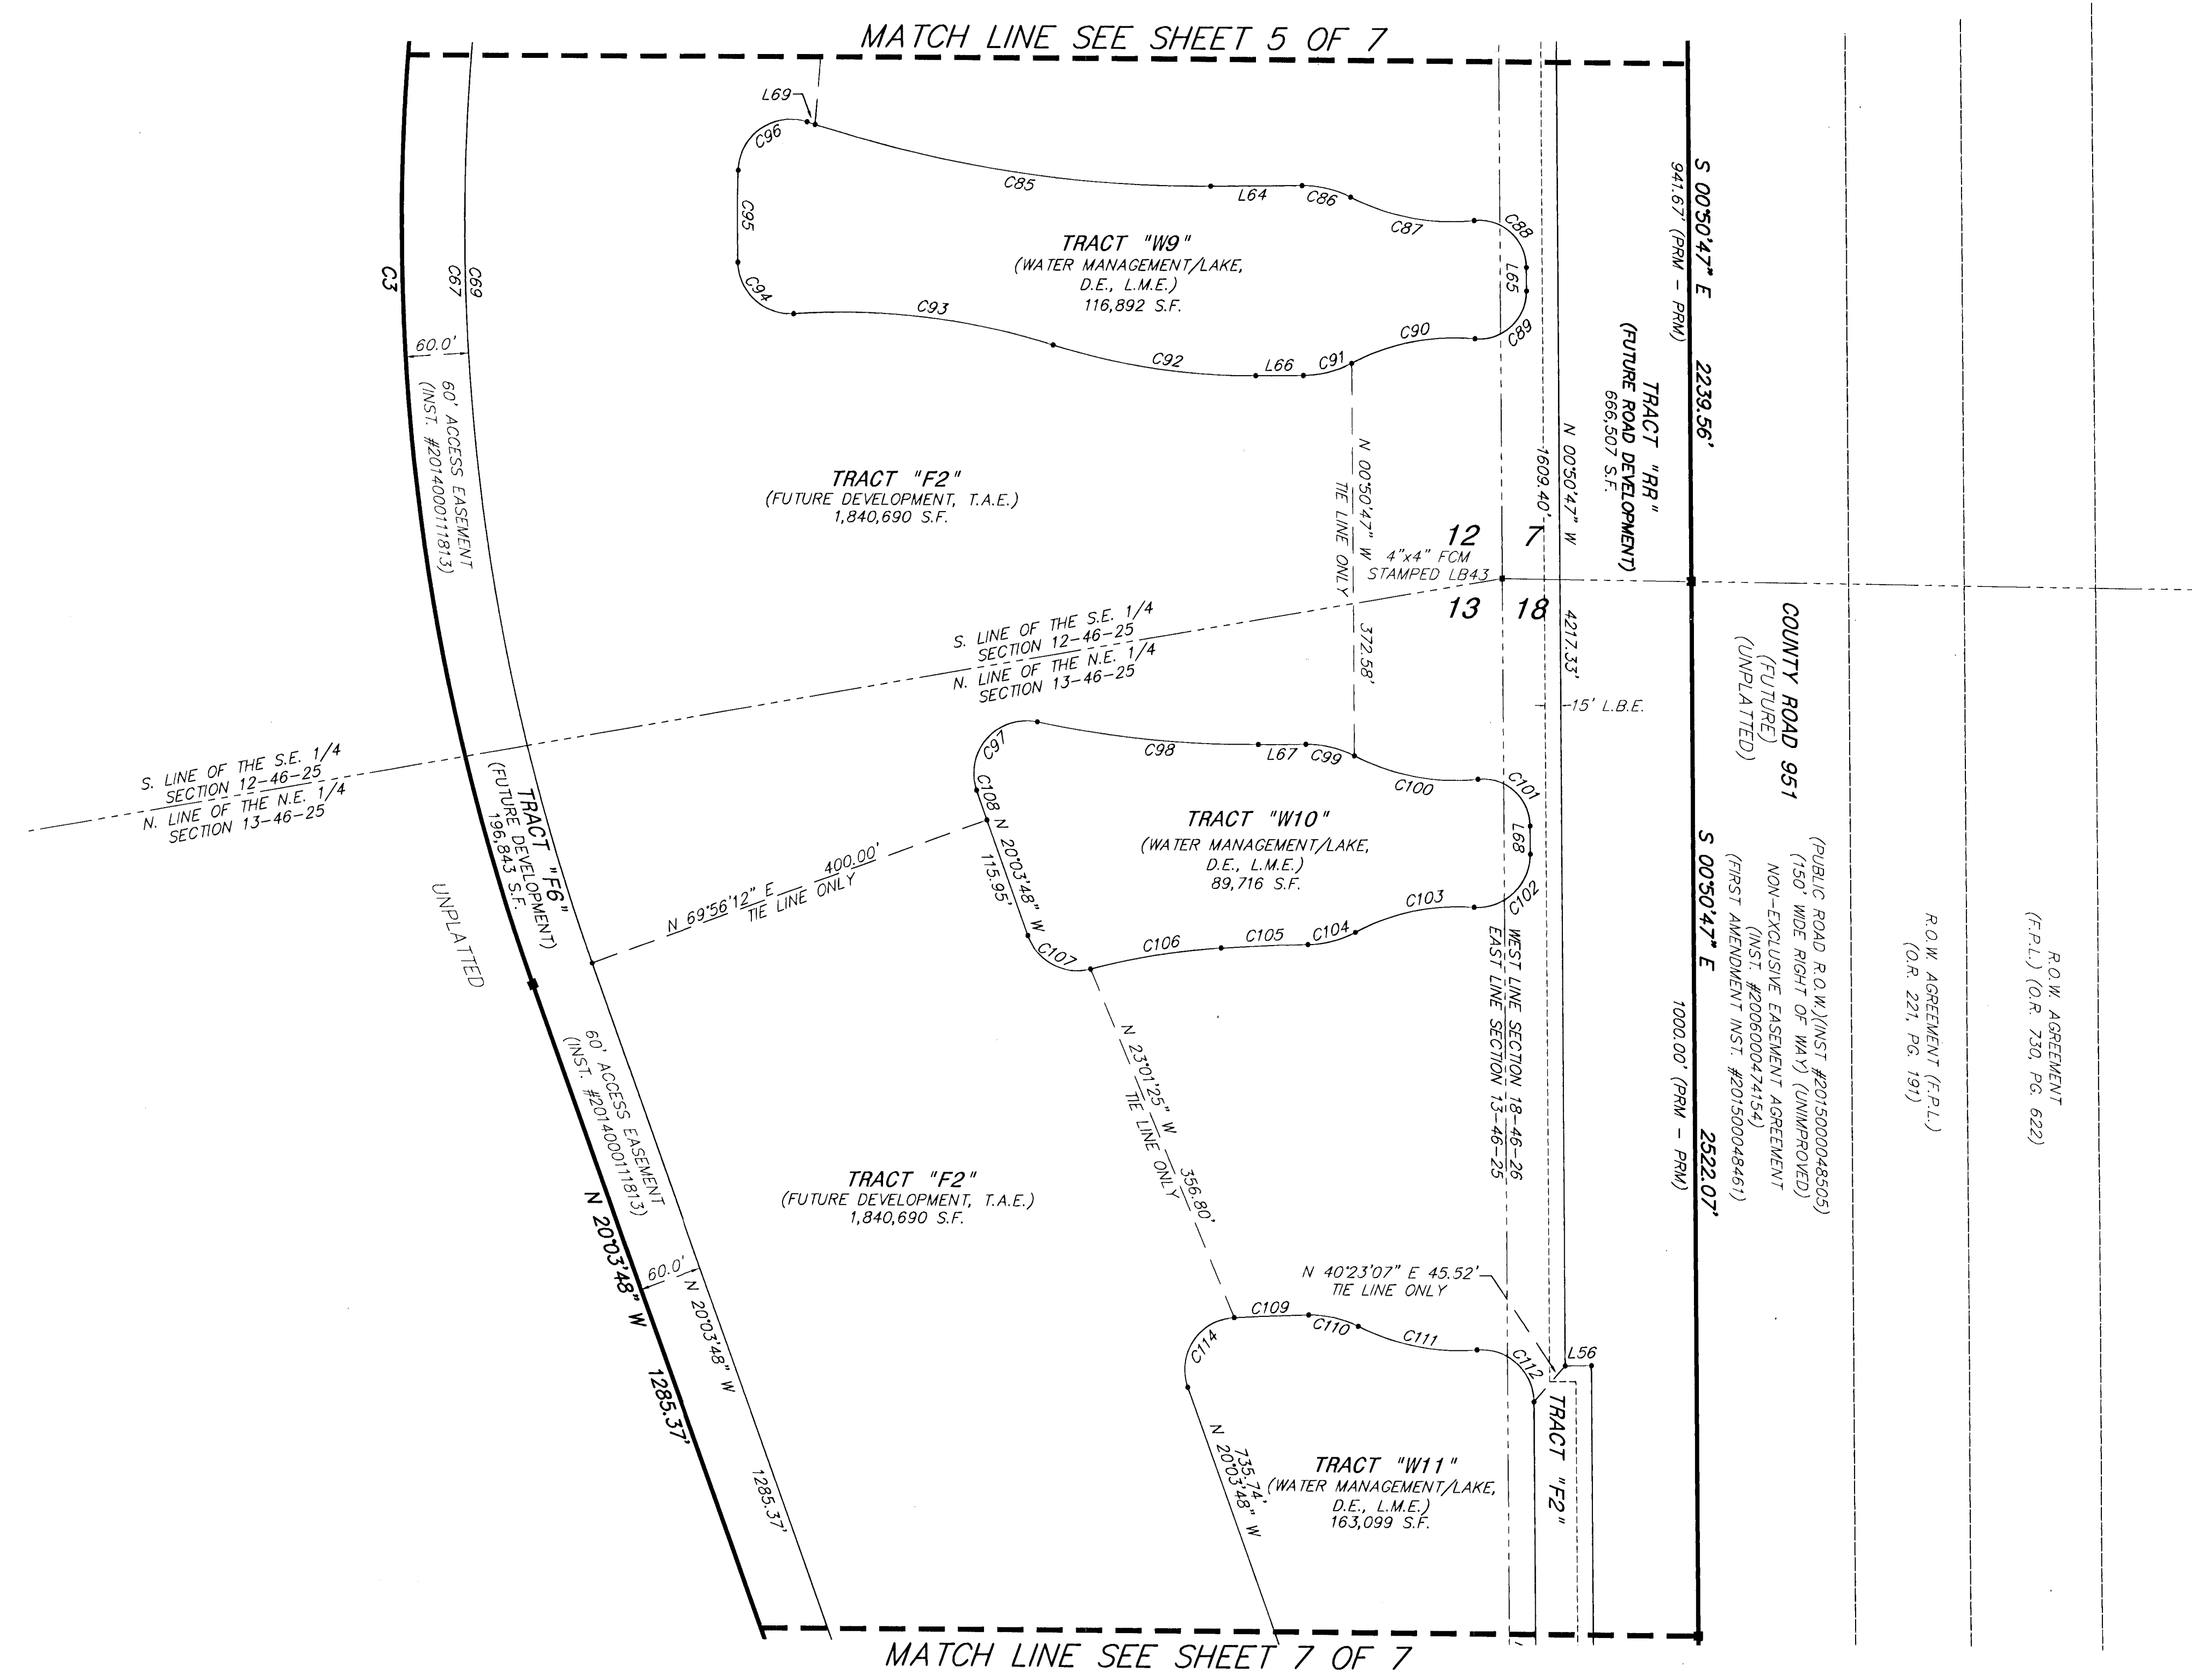 MATCH LINE SEE SHEET 5 OF 7
L69
C96
C85
L64
C86
C87
C88
L65
C89
C90
C91
L66
C92
C93
C94
C95
TRACT "W9"
(WATER MANAGEMENT/LAKE,
D.E., L.M.E.)
116,892 S.F.
C3
C69
C67
60.0'
60' ACCESS EASEMENT
(INST. #2014000111813)
TRACT "F2"
(FUTURE DEVELOPMENT, T.A.E.)
1,840,690 S.F.
N 00°50'47" W
TIE LINE ONLY
372.58'
S 00°50'47" E
2239.56'
941.67' (PRM - PRM)
TRACT "RR"
(FUTURE ROAD DEVELOPMENT)
666,507 S.F.
N 00°50'47" W
1609.40'
4217.33'
12
7
4"x4" FCM
STAMPED LB43
13
18
15' L.B.E.
S. LINE OF THE S.E. 1/4
SECTION 12-46-25
N. LINE OF THE N.E. 1/4
SECTION 13-46-25
S. LINE OF THE S.E. 1/4
SECTION 12-46-25
N. LINE OF THE N.E. 1/4
SECTION 13-46-25
COUNTY ROAD 951
(FUTURE)
(UNPLATTED)
(PUBLIC ROAD R.O.W.)(INST #2015000048505)
(150' WIDE RIGHT OF WAY) (UNIMPROVED)
NON-EXCLUSIVE EASEMENT AGREEMENT
(INST. #2006000474154)
(FIRST AMENDMENT INST. #2015000048461)
R.O.W. AGREEMENT (F.P.L.)
(O.R. 221, PG. 191)
R.O.W. AGREEMENT
(F.P.L.) (O.R. 730, PG. 622)
C97
C98
L67
C99
C100
C101
L68
C102
C103
C104
C105
C106
C107
C108
N 20°03'48" W
115.95'
TRACT "W10"
(WATER MANAGEMENT/LAKE,
D.E., L.M.E.)
89,716 S.F.
TRACT "F6"
(FUTURE DEVELOPMENT)
196,843 S.F.
UNPLATTED
N 69°56'12" E
400.00'
TIE LINE ONLY
WEST LINE SECTION 18-46-26
EAST LINE SECTION 13-46-25
S 00°50'47" E
2522.07'
1000.00' (PRM - PRM)
N 23°01'25" W
356.80'
TIE LINE ONLY
60' ACCESS EASEMENT
(INST. #2014000111813)
N 20°03'48" W
1285.37'
60.0'
N 20°03'48" W
1285.37'
TRACT "F2"
(FUTURE DEVELOPMENT, T.A.E.)
1,840,690 S.F.
N 40°23'07" E 45.52'
TIE LINE ONLY
C109
C110
C111
C112
C114
L56
TRACT "F2"
735.74'
N 20°03'48" W
TRACT "W11"
(WATER MANAGEMENT/LAKE,
D.E., L.M.E.)
163,099 S.F.
MATCH LINE SEE SHEET 7 OF 7